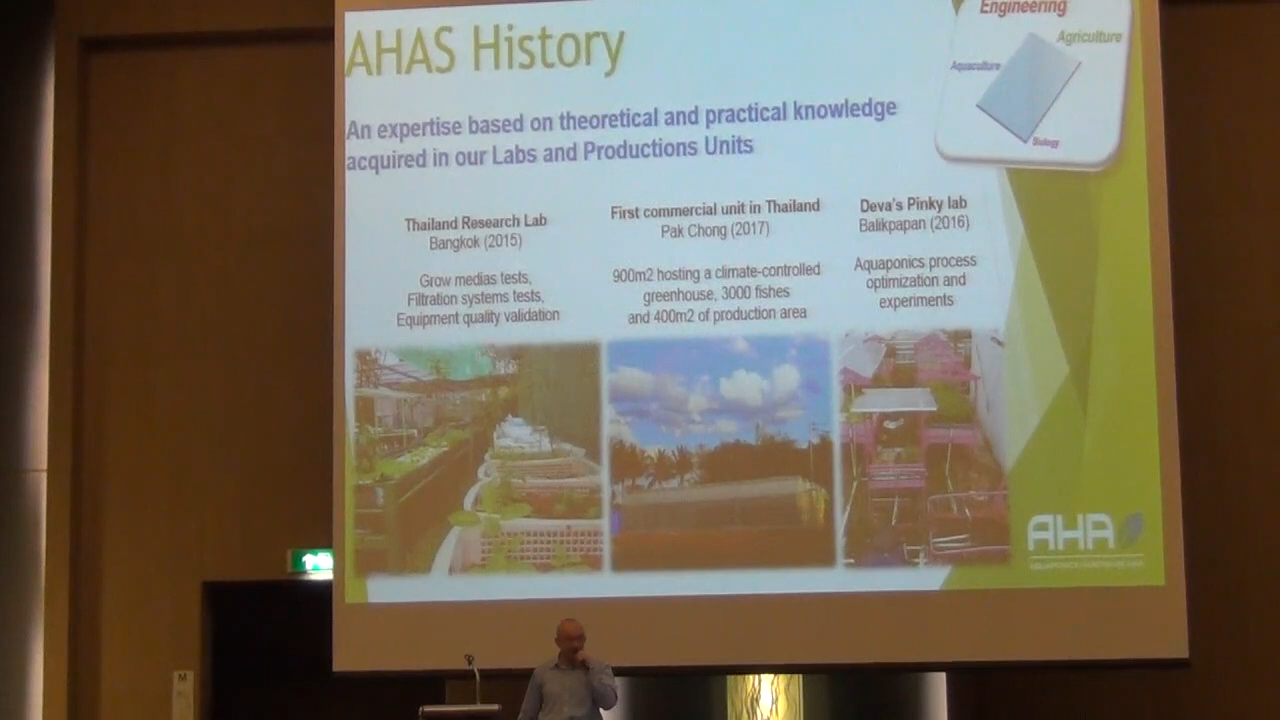 AHAS History
Engineering
Agriculture
Aquaculture
Biology
An expertise based on theoretical and practical knowledge
acquired in our Labs and Productions Units
Thailand Research Lab
Bangkok (2015)
Grow medias tests,
Filtration systems tests,
Equipment quality validation
First commercial unit in Thailand
Pak Chong (2017)
900m2 hosting a climate-controlled
greenhouse, 3000 fishes
and 400m2 of production area
Deva's Pinky lab
Balikpapan (2016)
Aquaponics process
optimization and
experiments
AHA
M